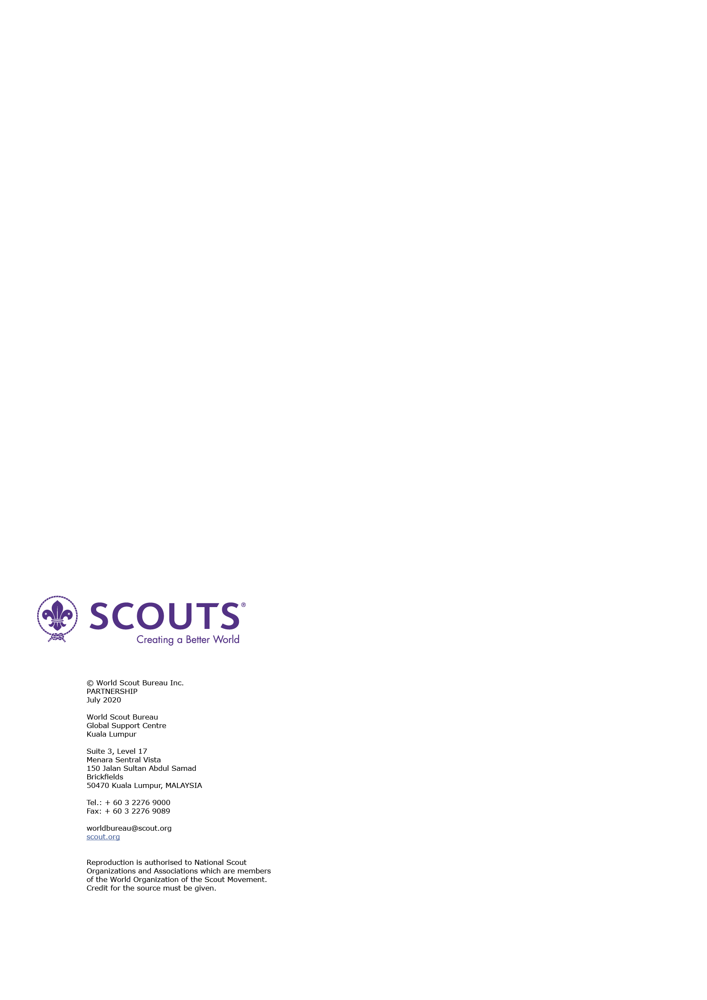 SCOUTS®
Creating a Better World
© World Scout Bureau Inc.
PARTNERSHIP
July 2020
World Scout Bureau
Global Support Centre
Kuala Lumpur
Suite 3, Level 17
Menara Sentral Vista
150 Jalan Sultan Abdul Samad
Brickfields
50470 Kuala Lumpur, MALAYSIA
Tel.: + 60 3 2276 9000
Fax: + 60 3 2276 9089
worldbureau@scout.org
scout.org
Reproduction is authorised to National Scout
Organizations and Associations which are members
of the World Organization of the Scout Movement.
Credit for the source must be given.